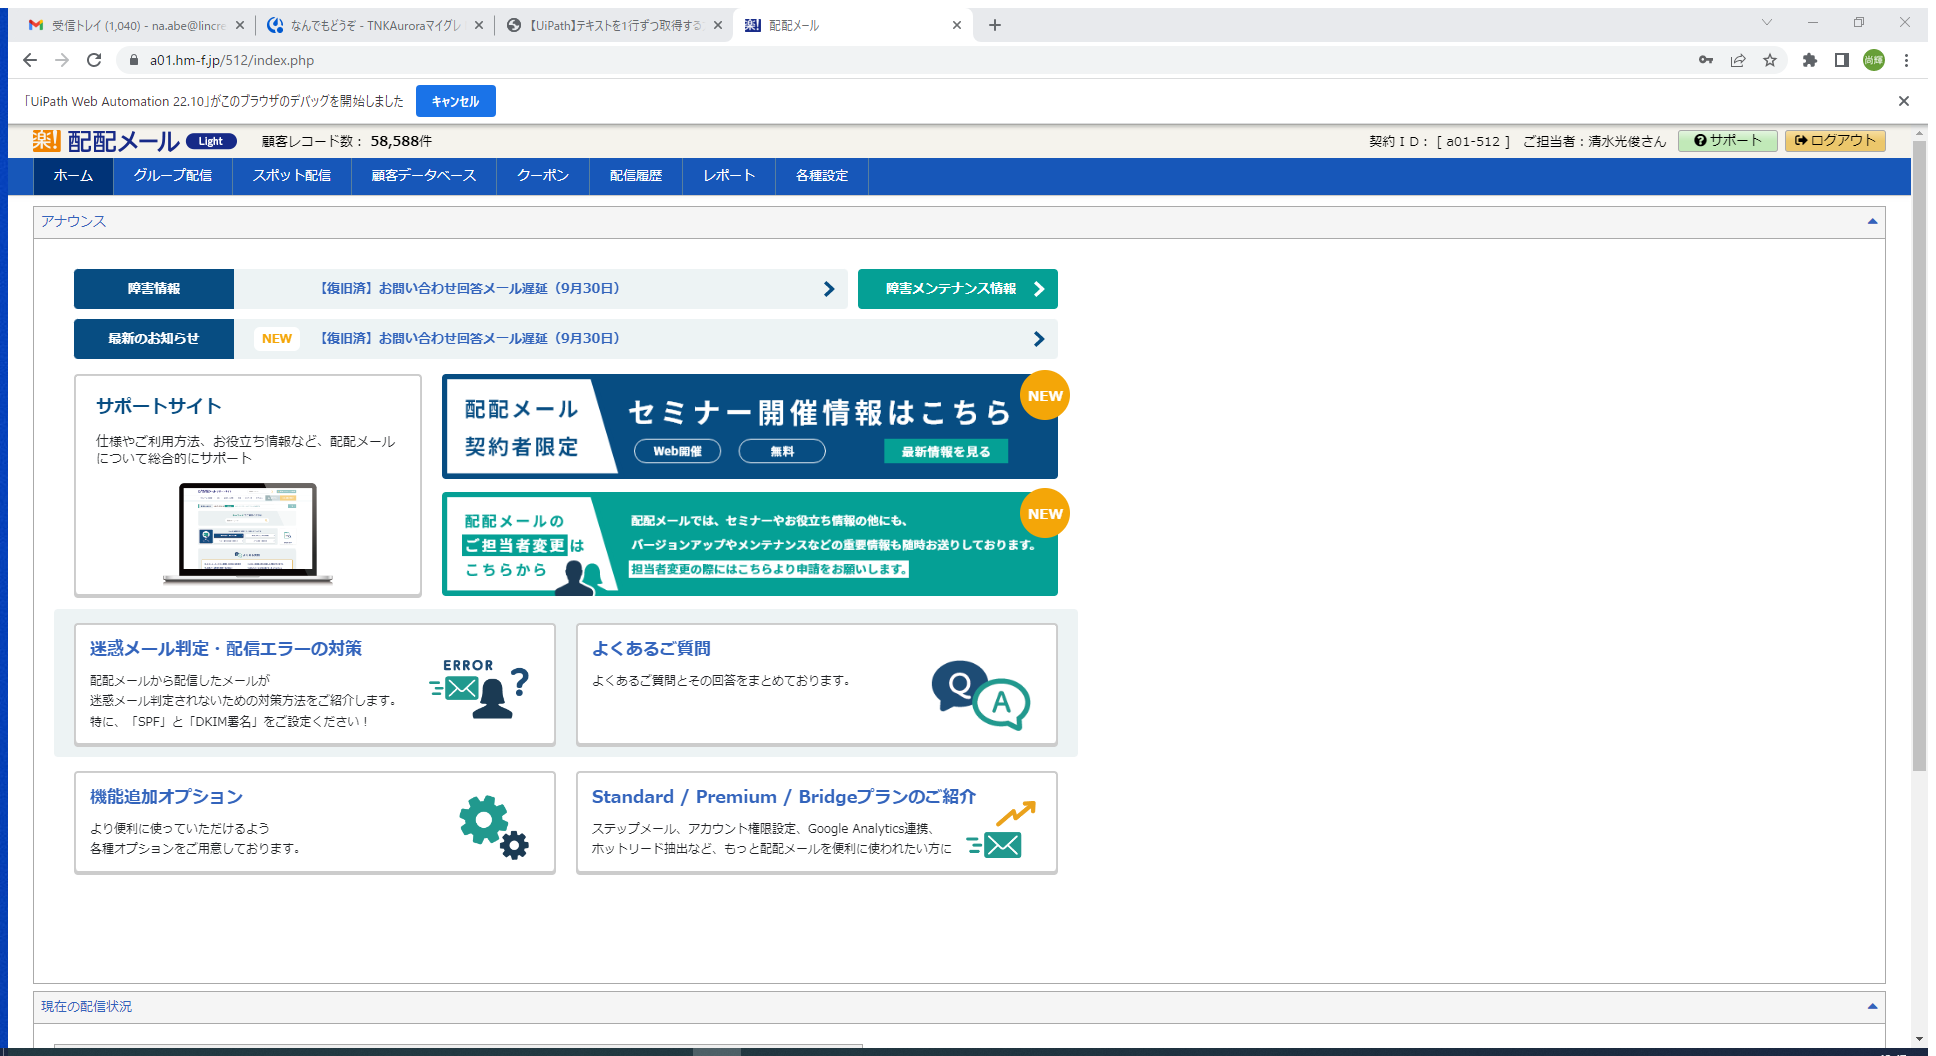 受信トレイ (1,040) - na.abe@lincre
なんでもどうぞ - TNKAuroraマイグレ
【UiPath】テキストを1行ずつ取得する
配配メール
a01.hm-f.jp/512/index.php
尚輝
「UiPath Web Automation 22.10」がこのブラウザのデバッグを開始しました
キャンセル
楽! 配配メール Light
顧客レコード数： 58,588件
契約ＩＤ： [ a01-512 ] ご担当者：清水光俊さん
サポート
ログアウト
ホーム
グループ配信
スポット配信
顧客データベース
クーポン
配信履歴
レポート
各種設定
アナウンス
障害情報
【復旧済】お問い合わせ回答メール遅延（9月30日）
障害メンテナンス情報
最新のお知らせ
NEW
【復旧済】お問い合わせ回答メール遅延（9月30日）
サポートサイト
仕様やご利用方法、お役立ち情報など、配配メール
について総合的にサポート
配配メール
契約者限定
セミナー開催情報はこちら
Web開催
無料
最新情報を見る
NEW
配配メールの
ご担当者変更は
こちらから
配配メールでは、セミナーやお役立ち情報の他にも、
バージョンアップやメンテナンスなどの重要情報も随時お送りしております。
担当者変更の際にはこちらより申請をお願いします。
NEW
迷惑メール判定・配信エラーの対策
配配メールから配信したメールが
迷惑メール判定されないための対策方法をご紹介します。
特に、「SPF」と「DKIM署名」をご設定ください！
ERROR
?
よくあるご質問
よくあるご質問とその回答をまとめております。
Q
A
機能追加オプション
より便利に使っていただけるよう
各種オプションをご用意しております。
Standard / Premium / Bridgeプランのご紹介
ステップメール、アカウント権限設定、Google Analytics連携、
ホットリード抽出など、もっと配配メールを便利に使われたい方に
現在の配信状況